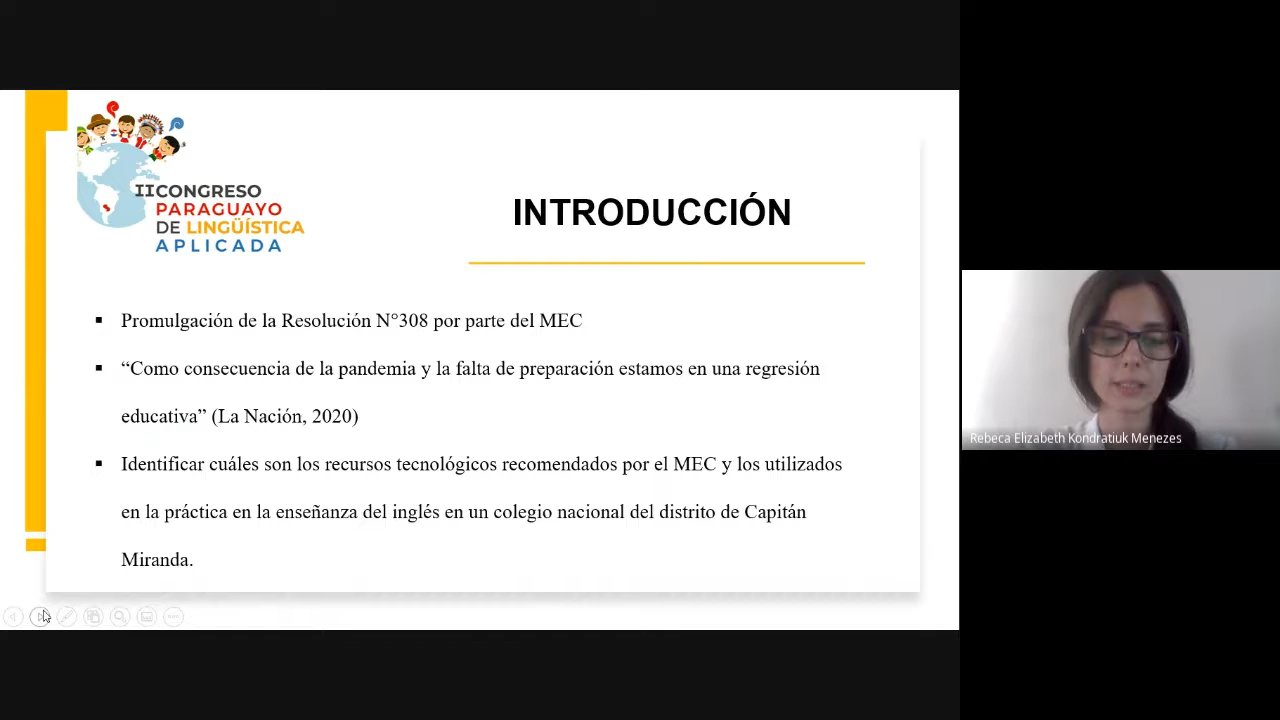 II CONGRESO
PARAGUAYO
DE LINGÜÍSTICA
APLICADA
INTRODUCCIÓN
▪ Promulgación de la Resolución N°308 por parte del MEC
▪ “Como consecuencia de la pandemia y la falta de preparación estamos en una regresión
educativa” (La Nación, 2020)
▪ Identificar cuáles son los recursos tecnológicos recomendados por el MEC y los utilizados
en la práctica en la enseñanza del inglés en un colegio nacional del distrito de Capitán
Miranda.
Rebeca Elizabeth Kondratiuk Menezes